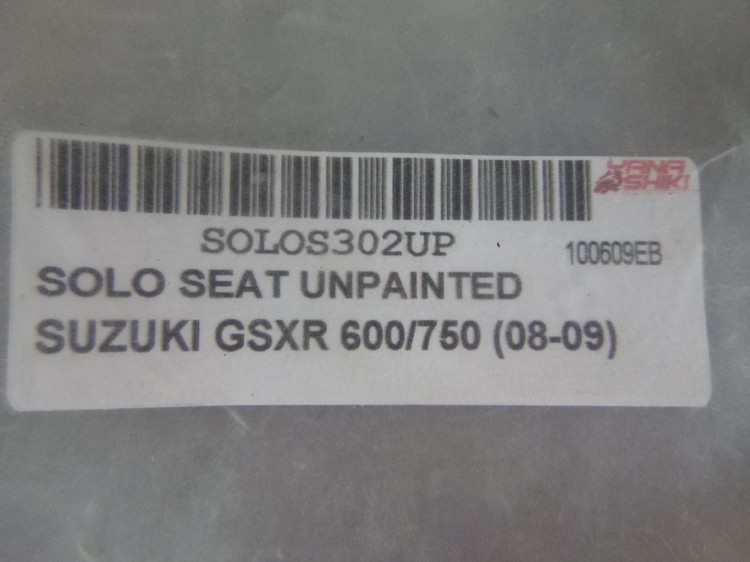 YANA
SHIKI
SOLOS302UP
100609EB
SOLO SEAT UNPAINTED
SUZUKI GSXR 600/750 (08-09)